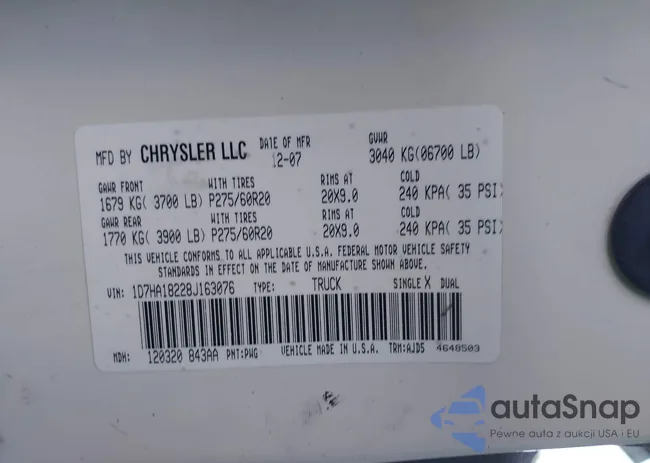 MFD BY CHRYSLER LLC DATE OF MFR 12-07 GVWR 3040 KG(06700 LB)
GAWR FRONT WITH TIRES RIMS AT COLD
1679 KG( 3700 LB) P275/60R20 20X9.0 240 KPA( 35 PSI)
GAWR REAR WITH TIRES RIMS AT COLD
1770 KG( 3900 LB) P275/60R20 20X9.0 240 KPA( 35 PSI)
THIS VEHICLE CONFORMS TO ALL APPLICABLE U.S.A. FEDERAL MOTOR VEHICLE SAFETY
STANDARDS IN EFFECT ON THE DATE OF MANUFACTURE SHOWN ABOVE.
VIN: 1D7HA18228J163076 TYPE: TRUCK SINGLE X DUAL
MDH: 120320 843AA PNT:PWG VEHICLE MADE IN U.S.A. TRM:AJD5 4648503
autaSnap
Pewne auta z aukcji USA i EU